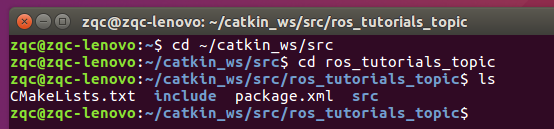 zqc@zqc-lenovo: ~/catkin_ws/src/ros_tutorials_topic
zqc@zqc-lenovo:~$ cd ~/catkin_ws/src
zqc@zqc-lenovo:~/catkin_ws/src$ cd ros_tutorials_topic
zqc@zqc-lenovo:~/catkin_ws/src/ros_tutorials_topic$ ls
CMakeLists.txt  include  package.xml  src
zqc@zqc-lenovo:~/catkin_ws/src/ros_tutorials_topic$